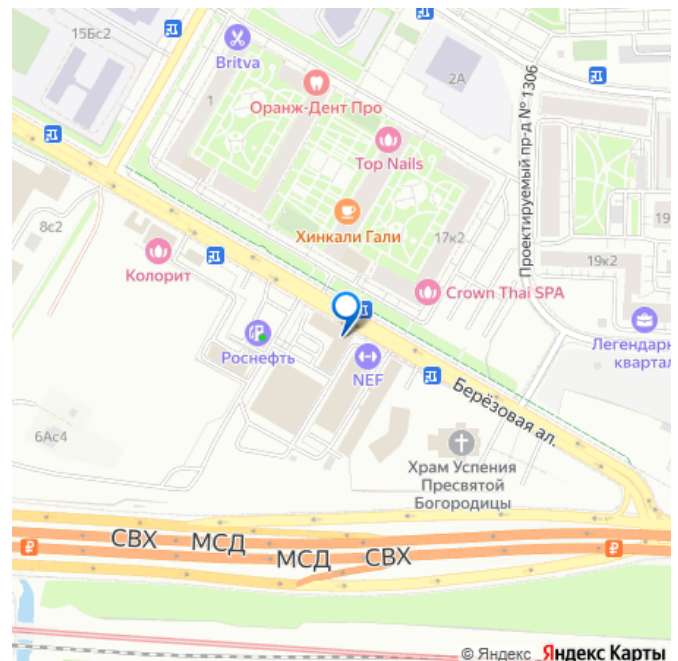 15Бс2
Britva
2А
1
Оранж-Дент Про
Проектируемый пр-д № 1306
Top Nails
Хинкали Гали
17к2
19
8с2
Колорит
19к2
Crown Thai SPA
Роснефть
NEF
Легендарн
квартал
Берёзовая ал.
6Ас4
Храм Успения
Пресвятой
Богородицы
СВХ
МСД
МСД
СВХ
© Яндекс Яндекс Карты